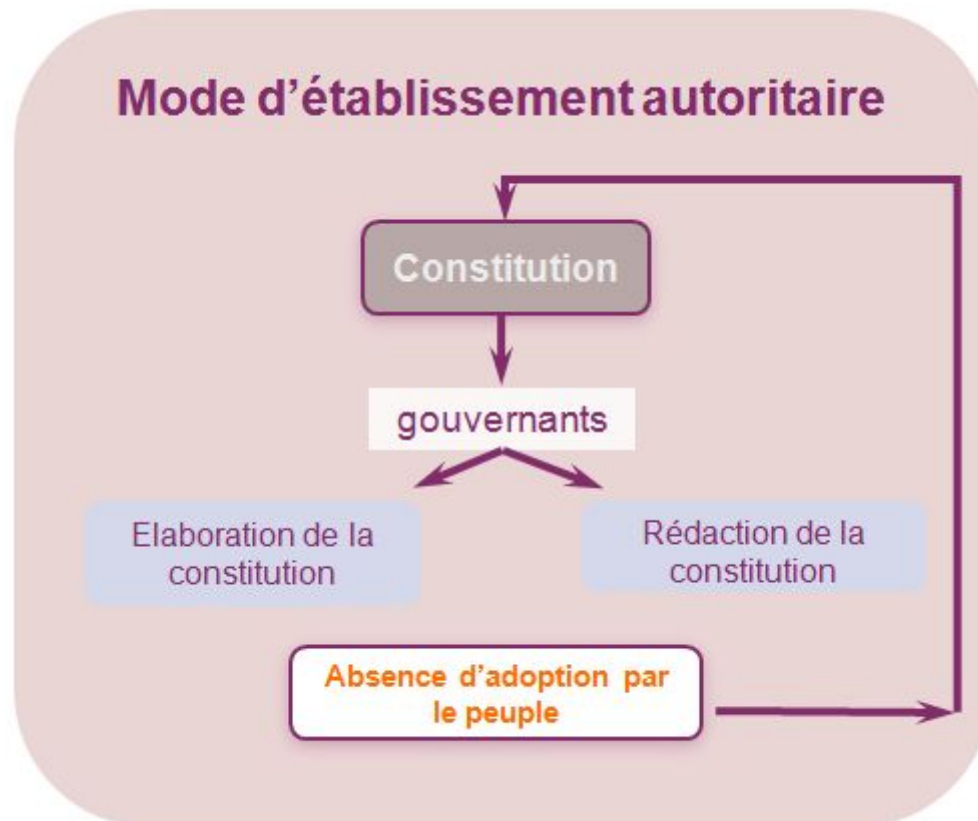 Mode d'établissement autoritaire
Constitution
gouvernants
Elaboration de la
constitution
Rédaction de la
constitution
Absence d'adoption par
le peuple